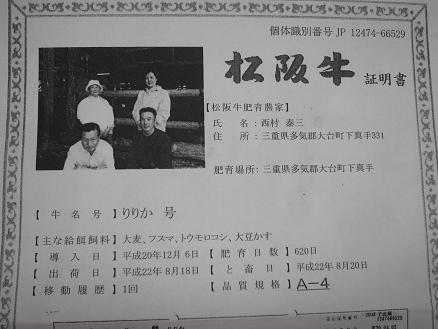 個体識別番号 JP 12474-66529
松阪牛 証明書
【松阪牛肥育農家】
氏 名 : 西村 泰三
住 所 : 三重県多気郡大台町下真手331
肥育場所: 三重県多気郡大台町下真手
【 牛 名 号 】 りりか 号
【主な給飼飼料】 大麦、フスマ、トウモロコシ、大豆かす
【 導 入 日 】 平成20年12月 6日 【 肥 育 日 数 】 620日
【 出 荷 日 】 平成22年 8月18日 【 と 畜 日 】 平成22年 8月20日
【 移 動 履 歴 】 1回 【 品 質 規 格 】 A-4